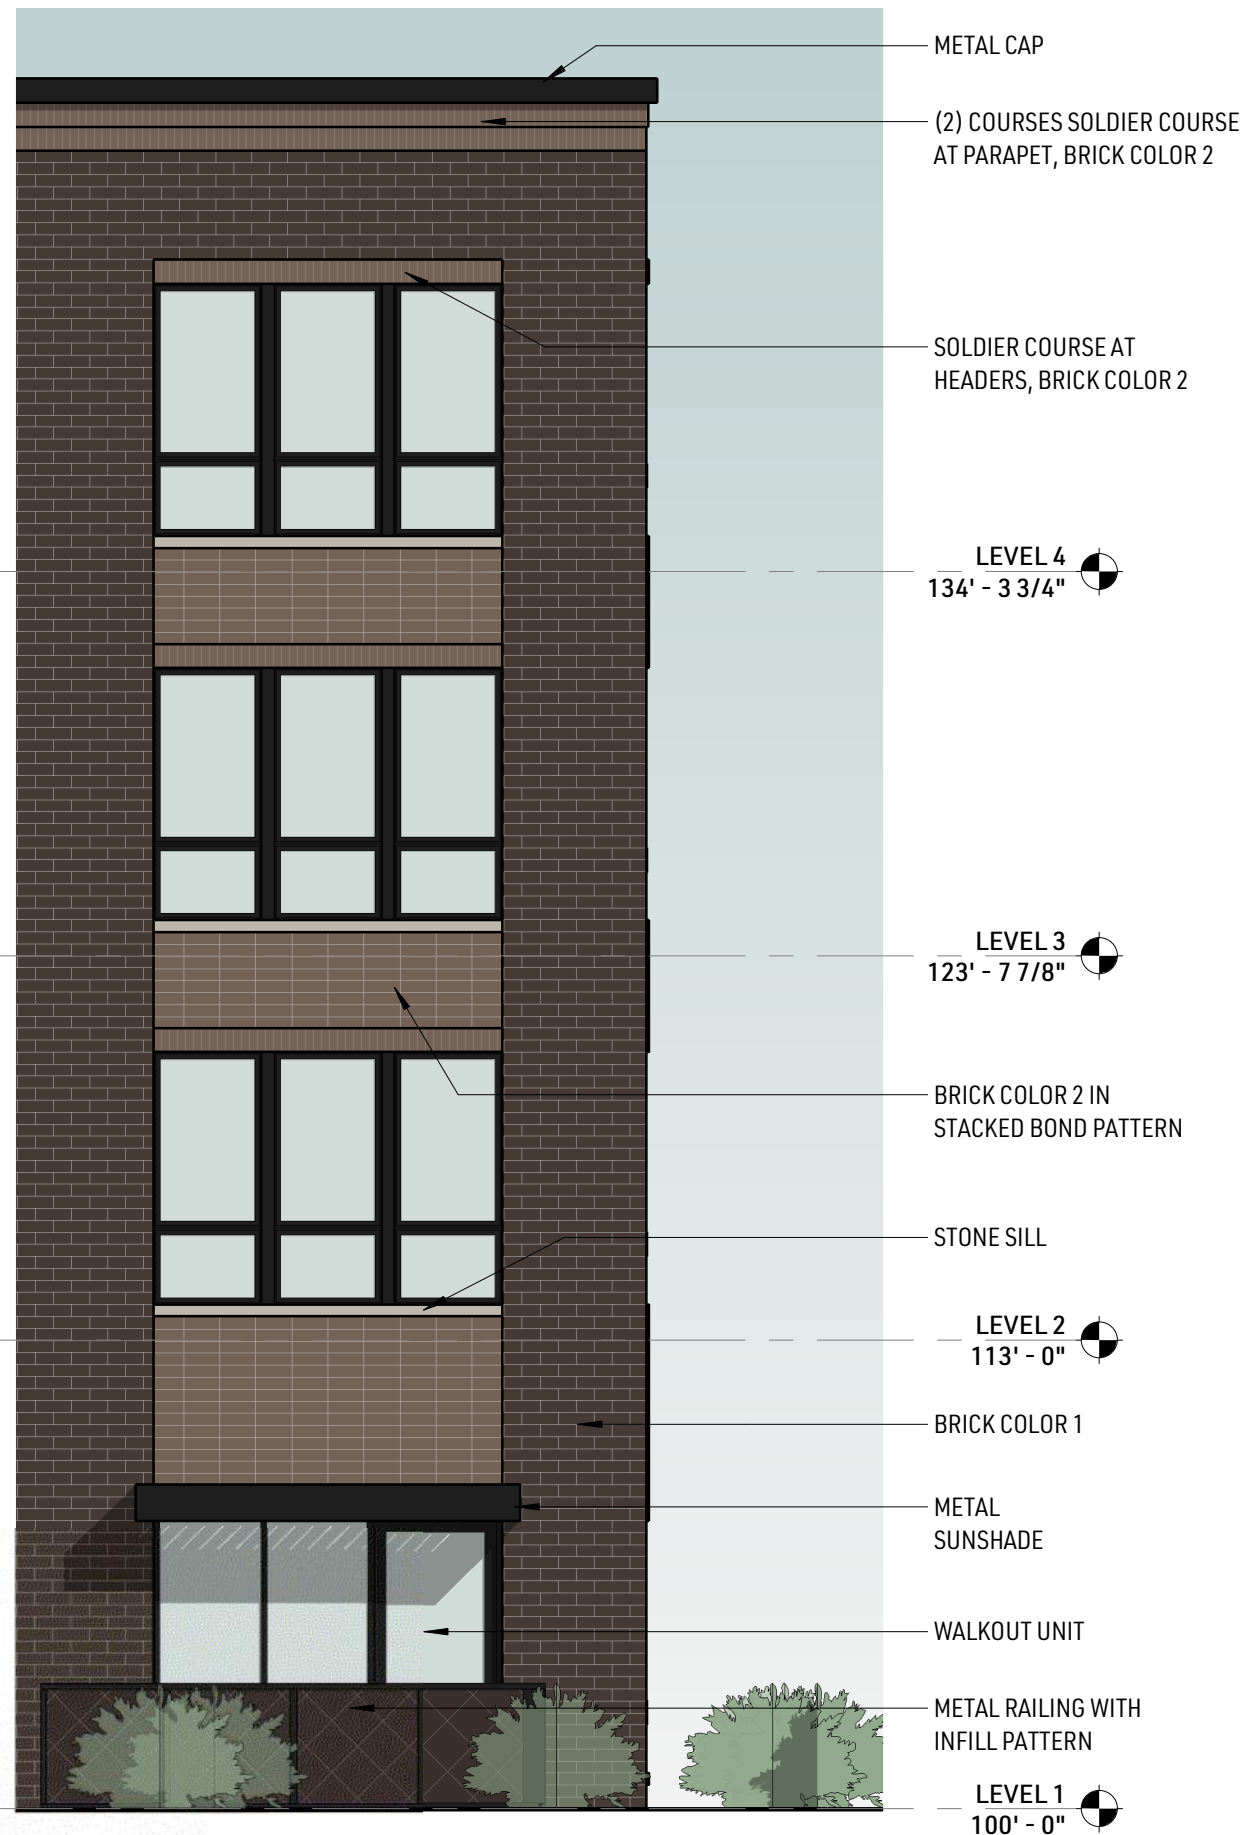 METAL CAP
(2) COURSES SOLDIER COURSE
AT PARAPET, BRICK COLOR 2
SOLDIER COURSE AT
HEADERS, BRICK COLOR 2
LEVEL 4
134' - 3 3/4"
LEVEL 3
123' - 7 7/8"
BRICK COLOR 2 IN
STACKED BOND PATTERN
STONE SILL
LEVEL 2
113' - 0"
BRICK COLOR 1
METAL
SUNSHADE
WALKOUT UNIT
METAL RAILING WITH
INFILL PATTERN
LEVEL 1
100' - 0"